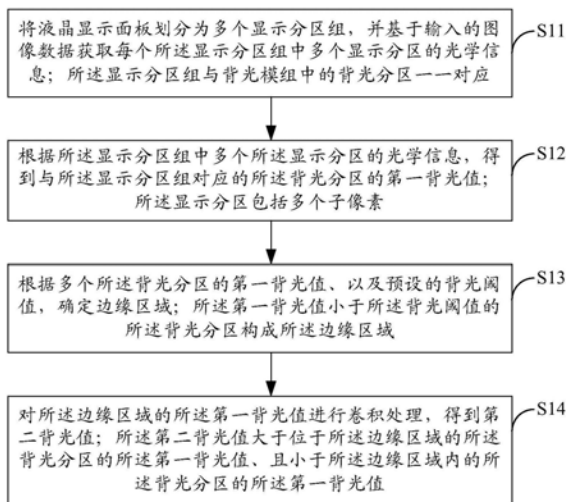 将液晶显示面板划分为多个显示分区组，并基于输入的图
像数据获取每个所述显示分区组中多个显示分区的光学信
息；所述显示分区组与背光模组中的背光分区一一对应
S11
根据所述显示分区组中多个所述显示分区的光学信息，得
到与所述显示分区组对应的所述背光分区的第一背光值；
所述显示分区包括多个子像素
S12
根据多个所述背光分区的第一背光值、以及预设的背光阈
值，确定边缘区域；所述第一背光值小于所述背光阈值的
所述背光分区构成所述边缘区域
S13
对所述边缘区域的所述第一背光值进行卷积处理，得到第
二背光值；所述第二背光值大于位于所述边缘区域的所述
背光分区的所述第一背光值、且小于所述边缘区域内的所
述背光分区的所述第一背光值
S14